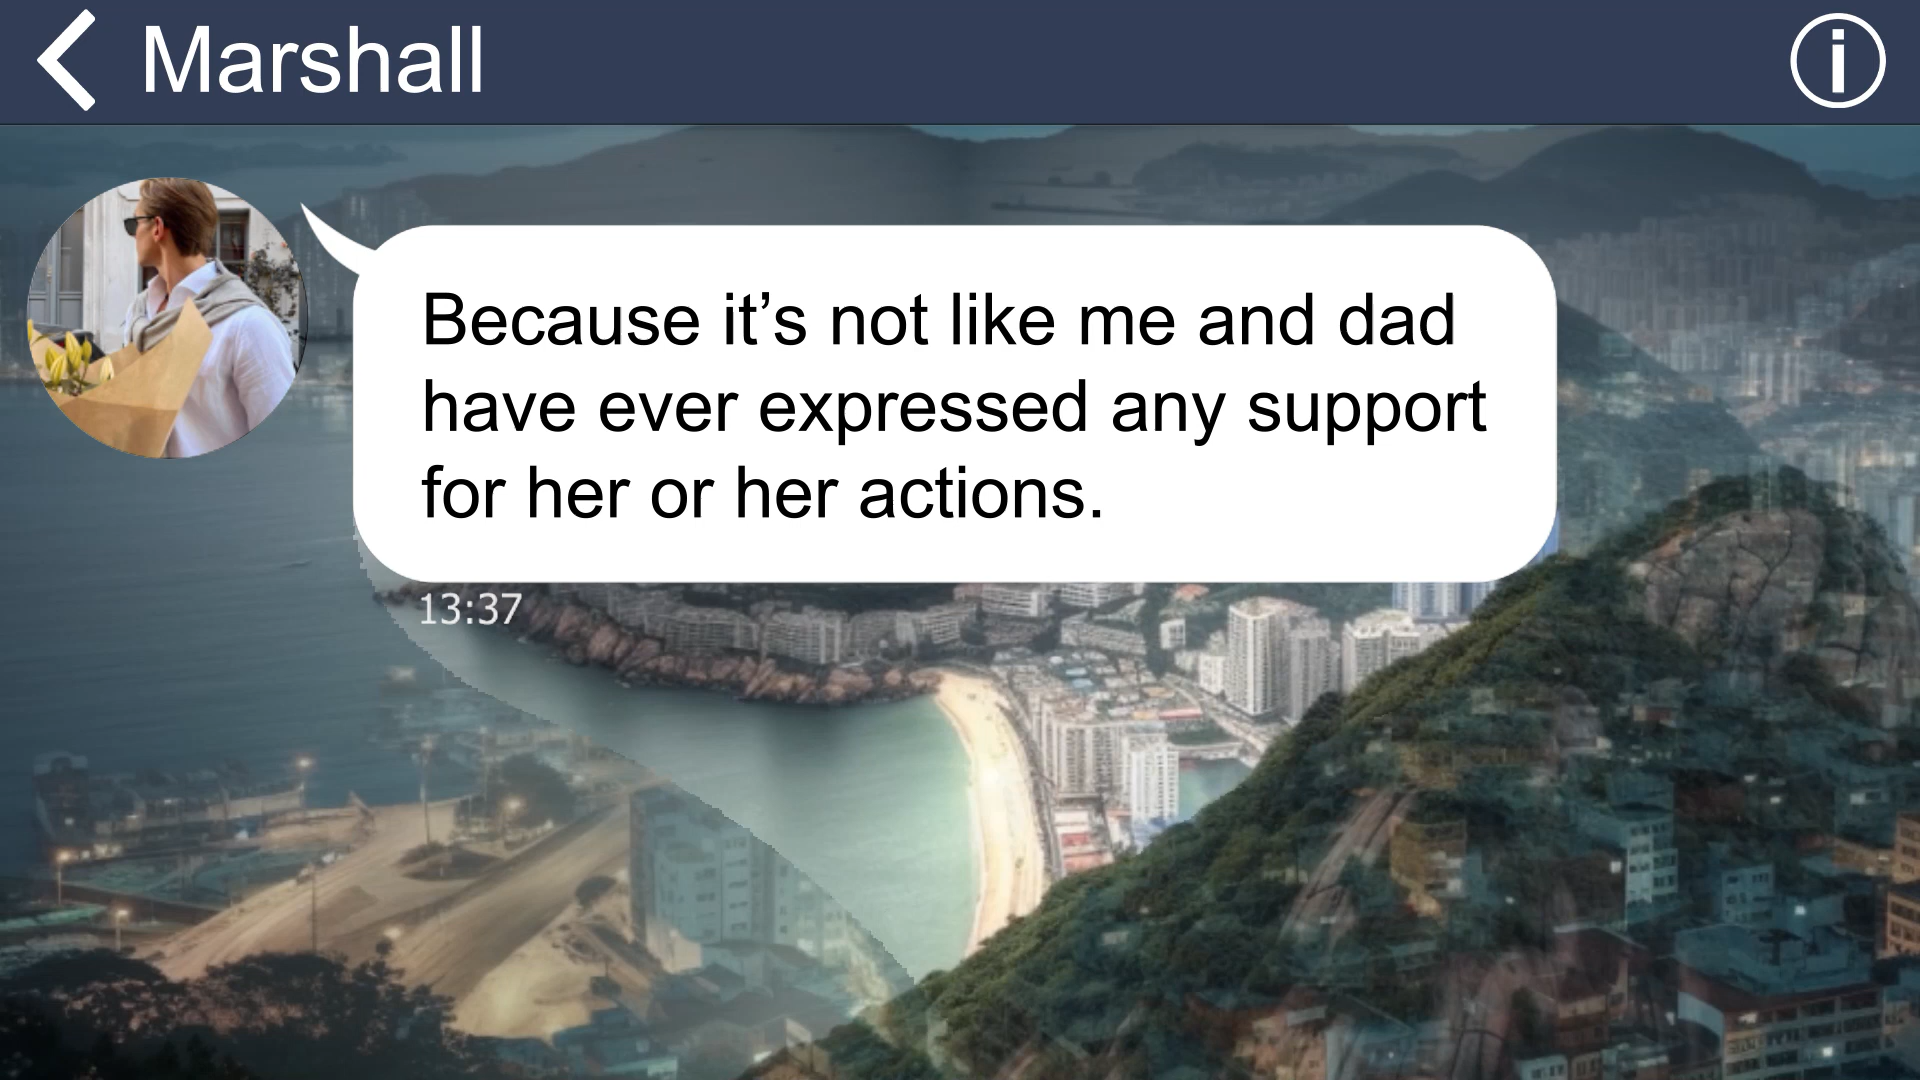 Marshall
Because it’s not like me and dad
have ever expressed any support
for her or her actions.
13:37